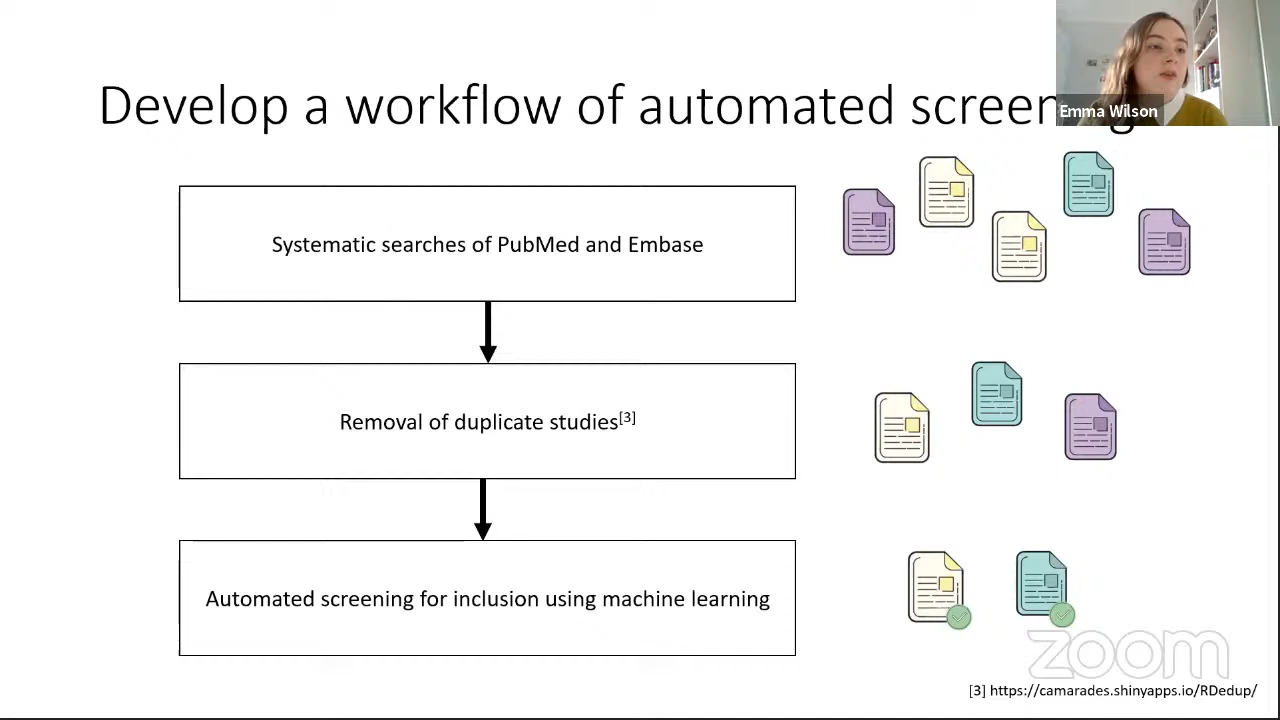 Develop a workflow of automated screening
Emma Wilson
Systematic searches of PubMed and Embase
Removal of duplicate studies[3]
Automated screening for inclusion using machine learning
zoom
[3] https://camarades.shinyapps.io/RDedup/